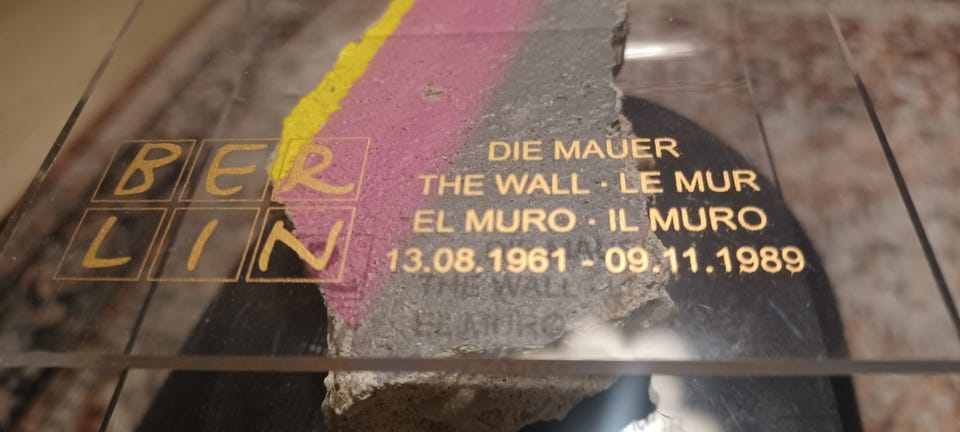 BER
LIN
DIE MAUER
THE WALL · LE MUR
EL MURO · IL MURO
13.08.1961 - 09.11.1989